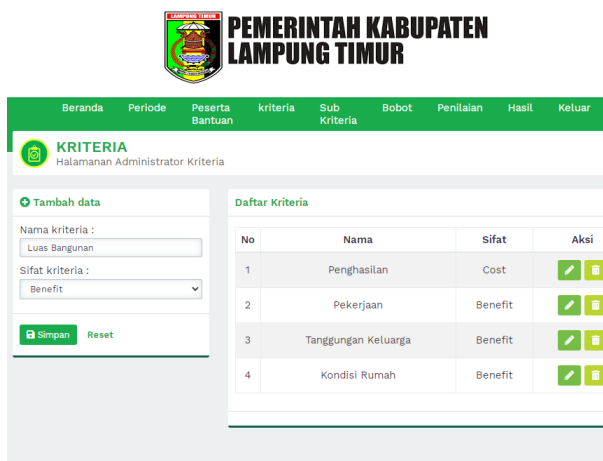 LAMPUNG TIMUR
PEMERINTAH KABUPATEN
LAMPUNG TIMUR
Beranda Periode Peserta Bantuan kriteria Sub Kriteria Bobot Penilaian Hasil Keluar
KRITERIA
Halamanan Administrator Kriteria
Tambah data
Nama kriteria :
Luas Bangunan
Sifat kriteria :
Benefit
Simpan Reset
Daftar Kriteria
No Nama Sifat Aksi
1 Penghasilan Cost
2 Pekerjaan Benefit
3 Tanggungan Keluarga Benefit
4 Kondisi Rumah Benefit